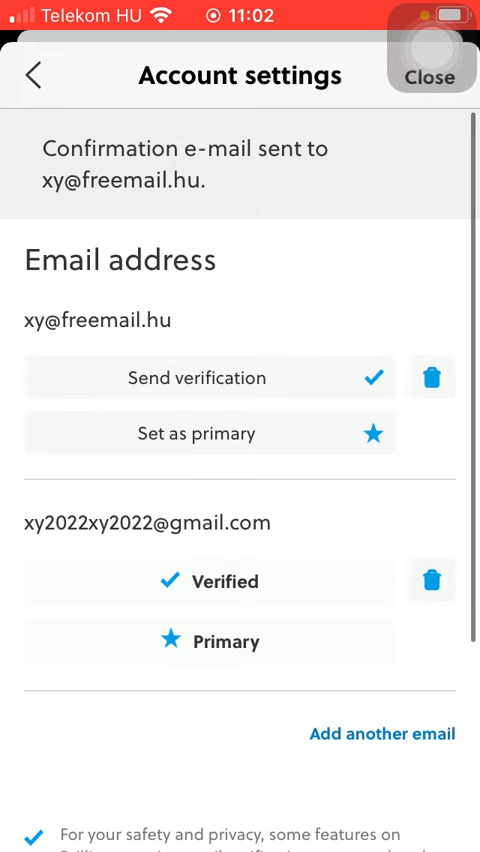 Telekom HU 11:02
Account settings
Close
Confirmation e-mail sent to
xy@freemail.hu.
Email address
xy@freemail.hu
Send verification
Set as primary
xy2022xy2022@gmail.com
Verified
Primary
Add another email
For your safety and privacy, some features on